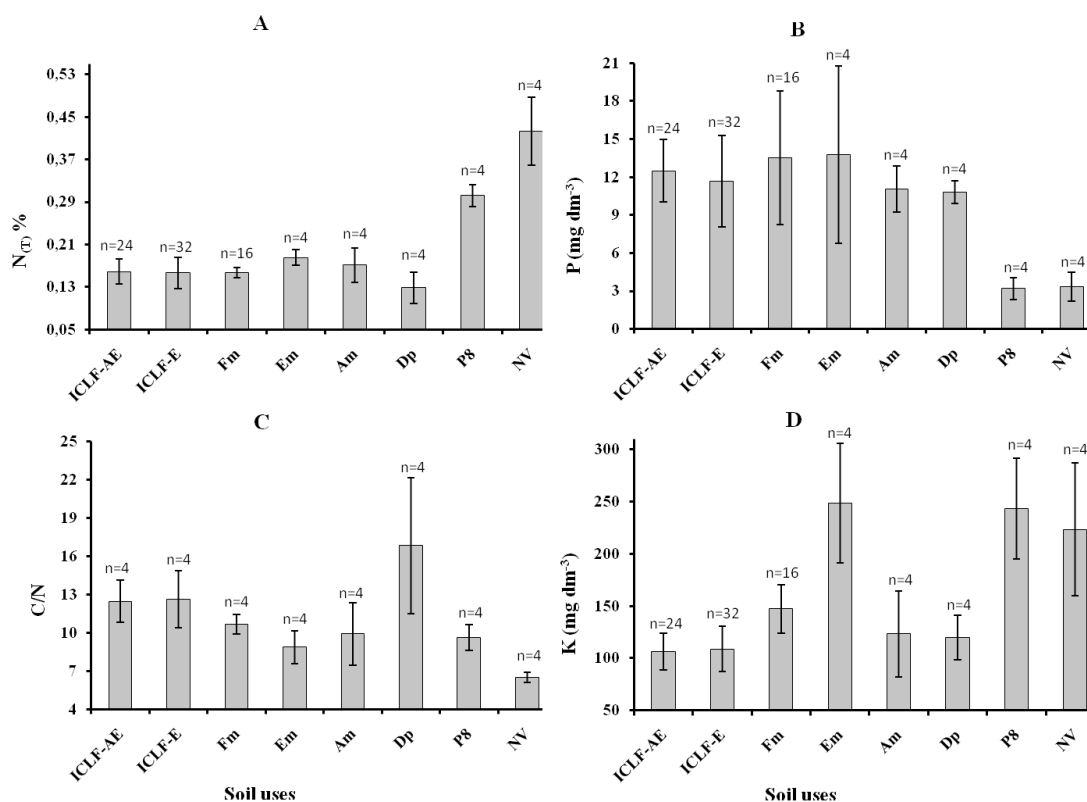 A
N(T) %
0,53
0,45
0,37
0,29
0,21
0,13
0,05
n=24
n=32
n=16
n=4
n=4
n=4
n=4
n=4
ICLF-AE
ICLF-E
Fm
Em
Am
Dp
P8
NV
B
P (mg dm-3)
21
18
15
12
9
6
3
0
n=24
n=32
n=16
n=4
n=4
n=4
n=4
n=4
ICLF-AE
ICLF-E
Fm
Em
Am
Dp
P8
NV
C
C/N
25
22
19
16
13
10
7
4
n=4
n=4
n=4
n=4
n=4
n=4
n=4
n=4
ICLF-AE
ICLF-E
Fm
Em
Am
Dp
P8
NV
Soil uses
D
K (mg dm-3)
300
250
200
150
100
50
n=24
n=32
n=16
n=4
n=4
n=4
n=4
n=4
ICLF-AE
ICLF-E
Fm
Em
Am
Dp
P8
NV
Soil uses